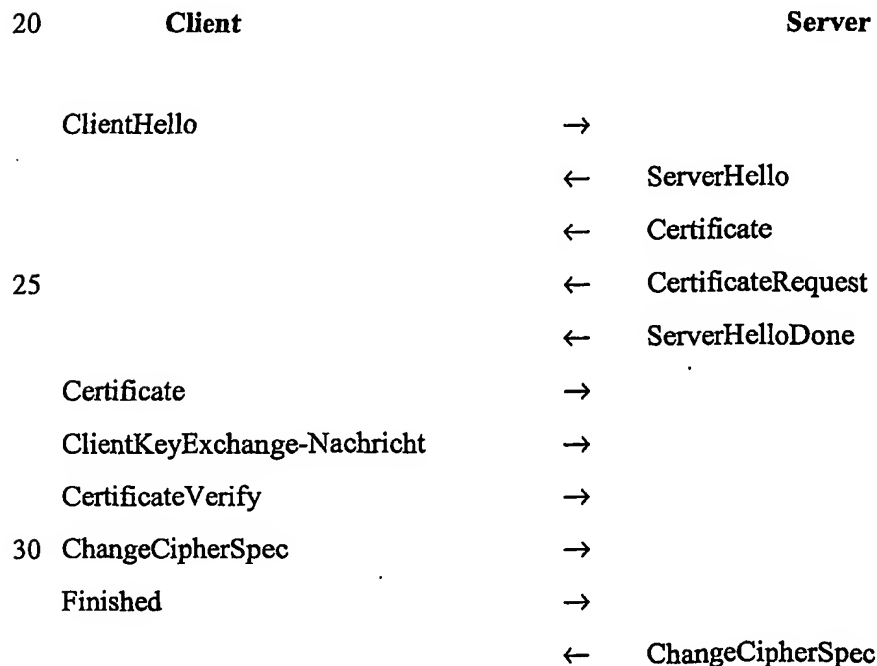 20 Client Server
ClientHello →
← ServerHello
← Certificate
25 ← CertificateRequest
← ServerHelloDone
Certificate →
ClientKeyExchange-Nachricht →
CertificateVerify →
30 ChangeCipherSpec →
Finished →
← ChangeCipherSpec